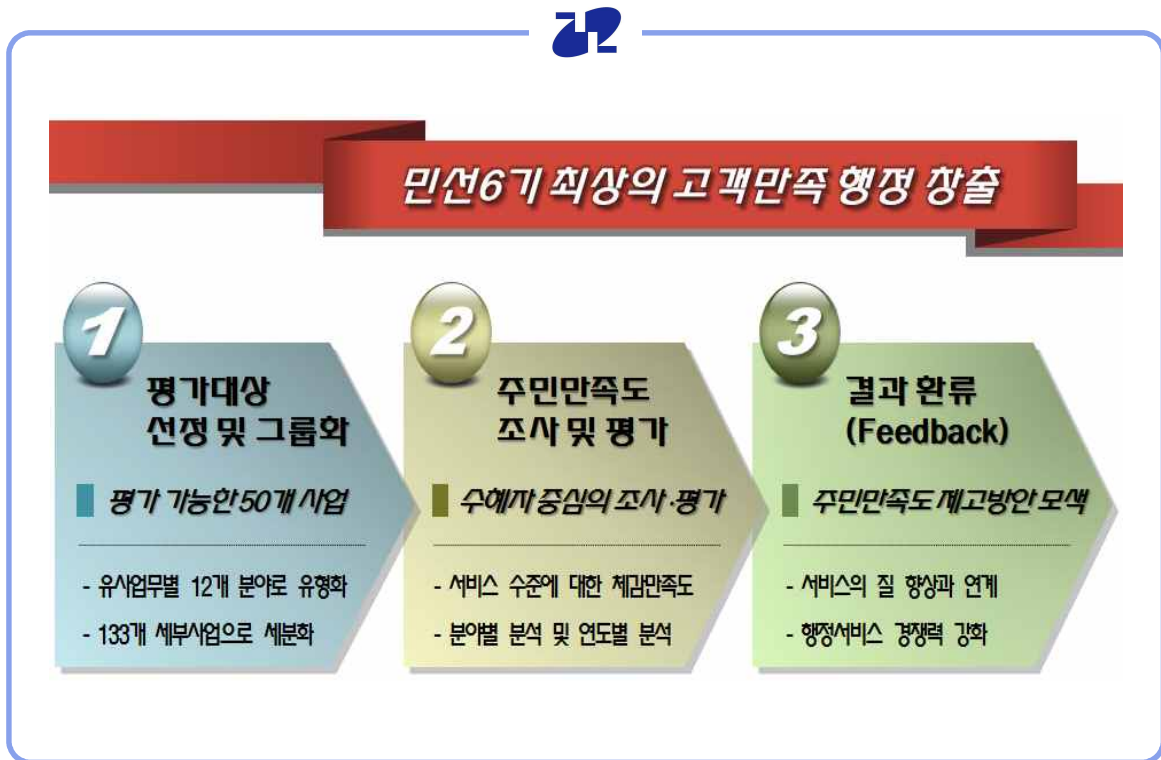 민선6기 최상의 고객만족 행정 창출
1
평가대상
선정 및 그룹화
평가 가능한 50개 사업
- 유사업무별 12개 분야로 유형화
- 133개 세부사업으로 세분화
2
주민만족도
조사 및 평가
수혜자 중심의 조사·평가
- 서비스 수준에 대한 체감만족도
- 분야별 분석 및 연도별 분석
3
결과 환류
(Feedback)
주민만족도 제고방안 모색
- 서비스의 질 향상과 연계
- 행정서비스 경쟁력 강화